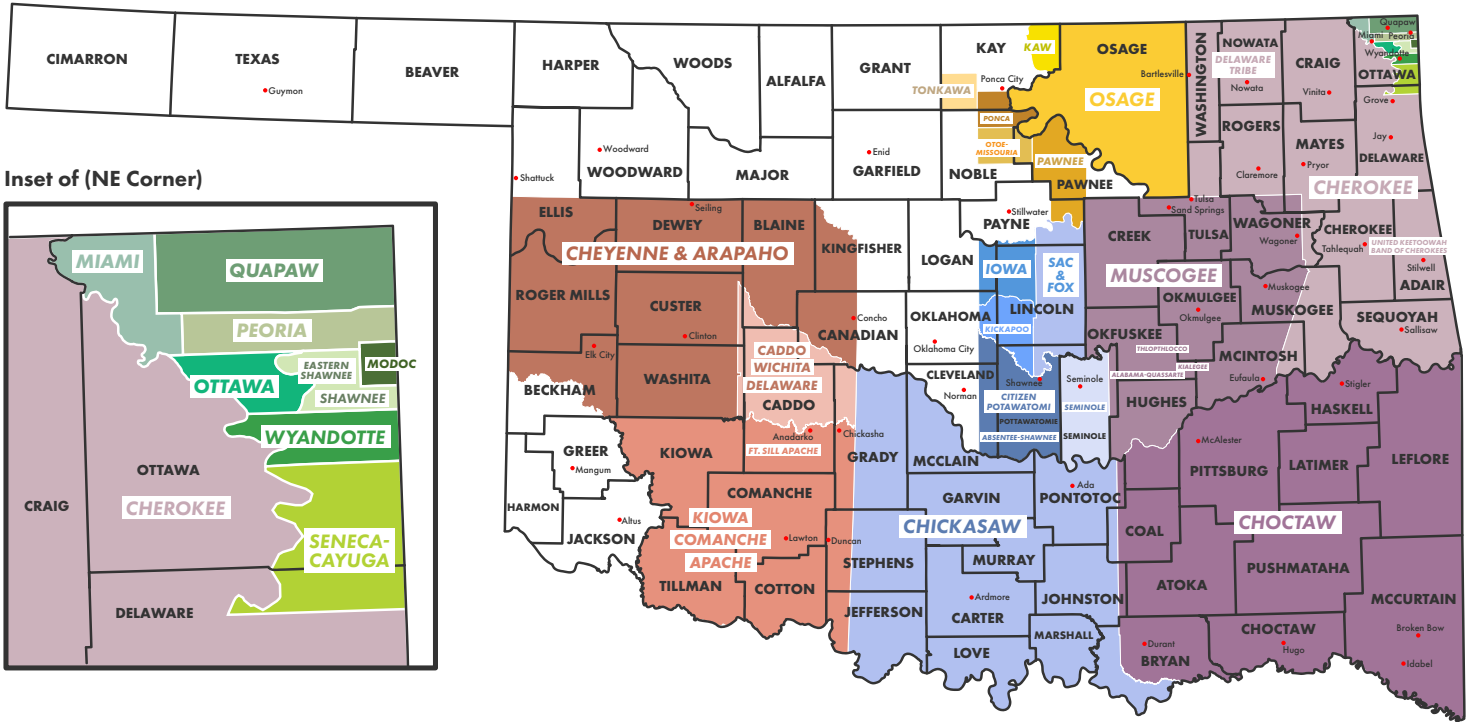 CIMARRON
TEXAS
Guymon
BEAVER
HARPER
WOODS
ALFALFA
GRANT
KAY
KAW
Ponca City
TONKAWA
PONCA
OTOE-
MISSOURIA
OSAGE
OSAGE
Bartlesville
WASHINGTON
NOWATA
DELAWARE
TRIBE
Nowata
CRAIG
Vinita
Quapaw
Miami
Peoria
Wyandotte
OTTAWA
Grove
Woodward
WOODWARD
Shattuck
MAJOR
Enid
GARFIELD
NOBLE
PAWNEE
PAWNEE
ROGERS
Claremore
MAYES
Pryor
Jay
DELAWARE
CHEROKEE
ELLIS
Seiling
DEWEY
BLAINE
CHEYENNE & ARAPAHO
KINGFISHER
LOGAN
Stillwater
PAYNE
Tulsa
Sand Springs
CREEK
TULSA
WAGONER
Wagoner
CHEROKEE
Tahlequah
UNITED KEETOOWAH
BAND OF CHEROKEES
Stilwell
ADAIR
ROGER MILLS
CUSTER
Clinton
Elk City
Concho
CANADIAN
OKLAHOMA
Oklahoma City
IOWA
SAC
&
FOX
LINCOLN
KICKAPOO
MUSCOGEE
OKMULGEE
Okmulgee
Muskogee
MUSKOGEE
SEQUOYAH
Sallisaw
OKFUSKEE
THLOPTHLOCCO
KIALEGEE
ALABAMA-QUASSARTE
MCINTOSH
Eufaula
BECKHAM
WASHITA
CADDO
WICHITA
DELAWARE
CADDO
Anadarko
Chickasha
FT. SILL APACHE
CLEVELAND
Norman
Shawnee
CITIZEN
POTAWATOMI
POTTAWATOMIE
ABSENTEE-SHAWNEE
Seminole
SEMINOLE
SEMINOLE
HUGHES
Stigler
HASKELL
GREER
Mangum
HARMON
Altus
JACKSON
KIOWA
COMANCHE
KIOWA
COMANCHE
APACHE
Lawton
Duncan
TILLMAN
COTTON
GRADY
MCCLAIN
GARVIN
CHICKASAW
Ada
PONTOTOC
McAlester
PITTSBURG
LATIMER
LEFLORE
STEPHENS
MURRAY
COAL
CHOCTAW
JEFFERSON
Ardmore
CARTER
JOHNSTON
ATOKA
PUSHMATAHA
MCCURTAIN
LOVE
MARSHALL
Durant
BRYAN
CHOCTAW
Hugo
Broken Bow
Idabel
Inset of (NE Corner)
MIAMI
QUAPAW
PEORIA
OTTAWA
EASTERN
SHAWNEE
MODOC
SHAWNEE
WYANDOTTE
OTTAWA
CRAIG
CHEROKEE
SENECA-
CAYUGA
DELAWARE